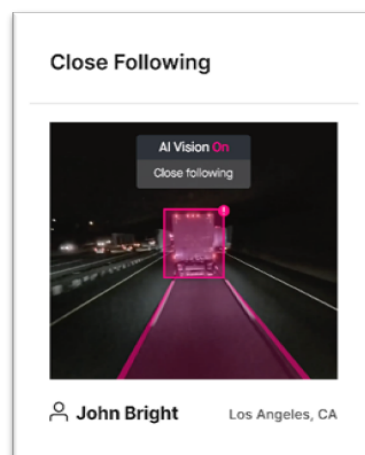 Close Following
AI Vision On
Close following
!
John Bright
Los Angeles, CA